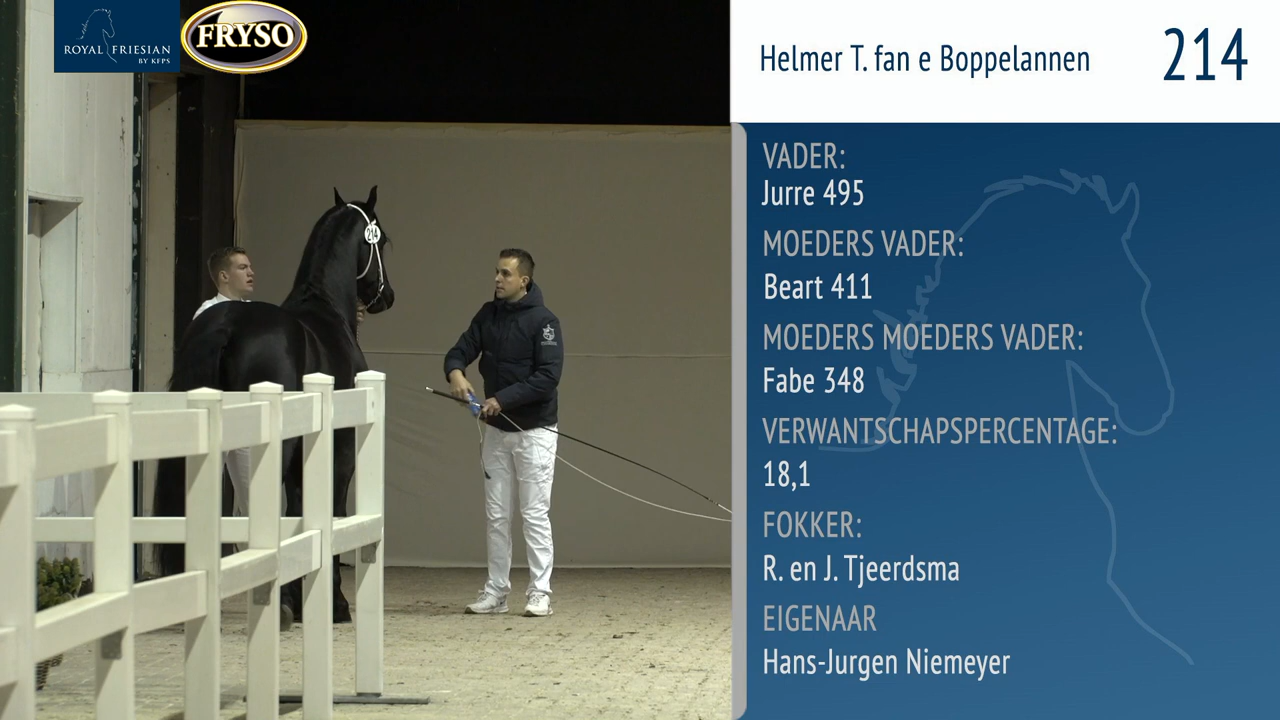 ROYAL FRIESIAN
BY KFPS
FRYSO
214
Helmer T. fan e Boppelannen
214
VADER:
Jurre 495
MOEDERS VADER:
Beart 411
MOEDERS MOEDERS VADER:
Fabe 348
VERWANTSCHAPSPERCENTAGE:
18,1
FOKKER:
R. en J. Tjeerdsma
EIGENAAR
Hans-Jurgen Niemeyer